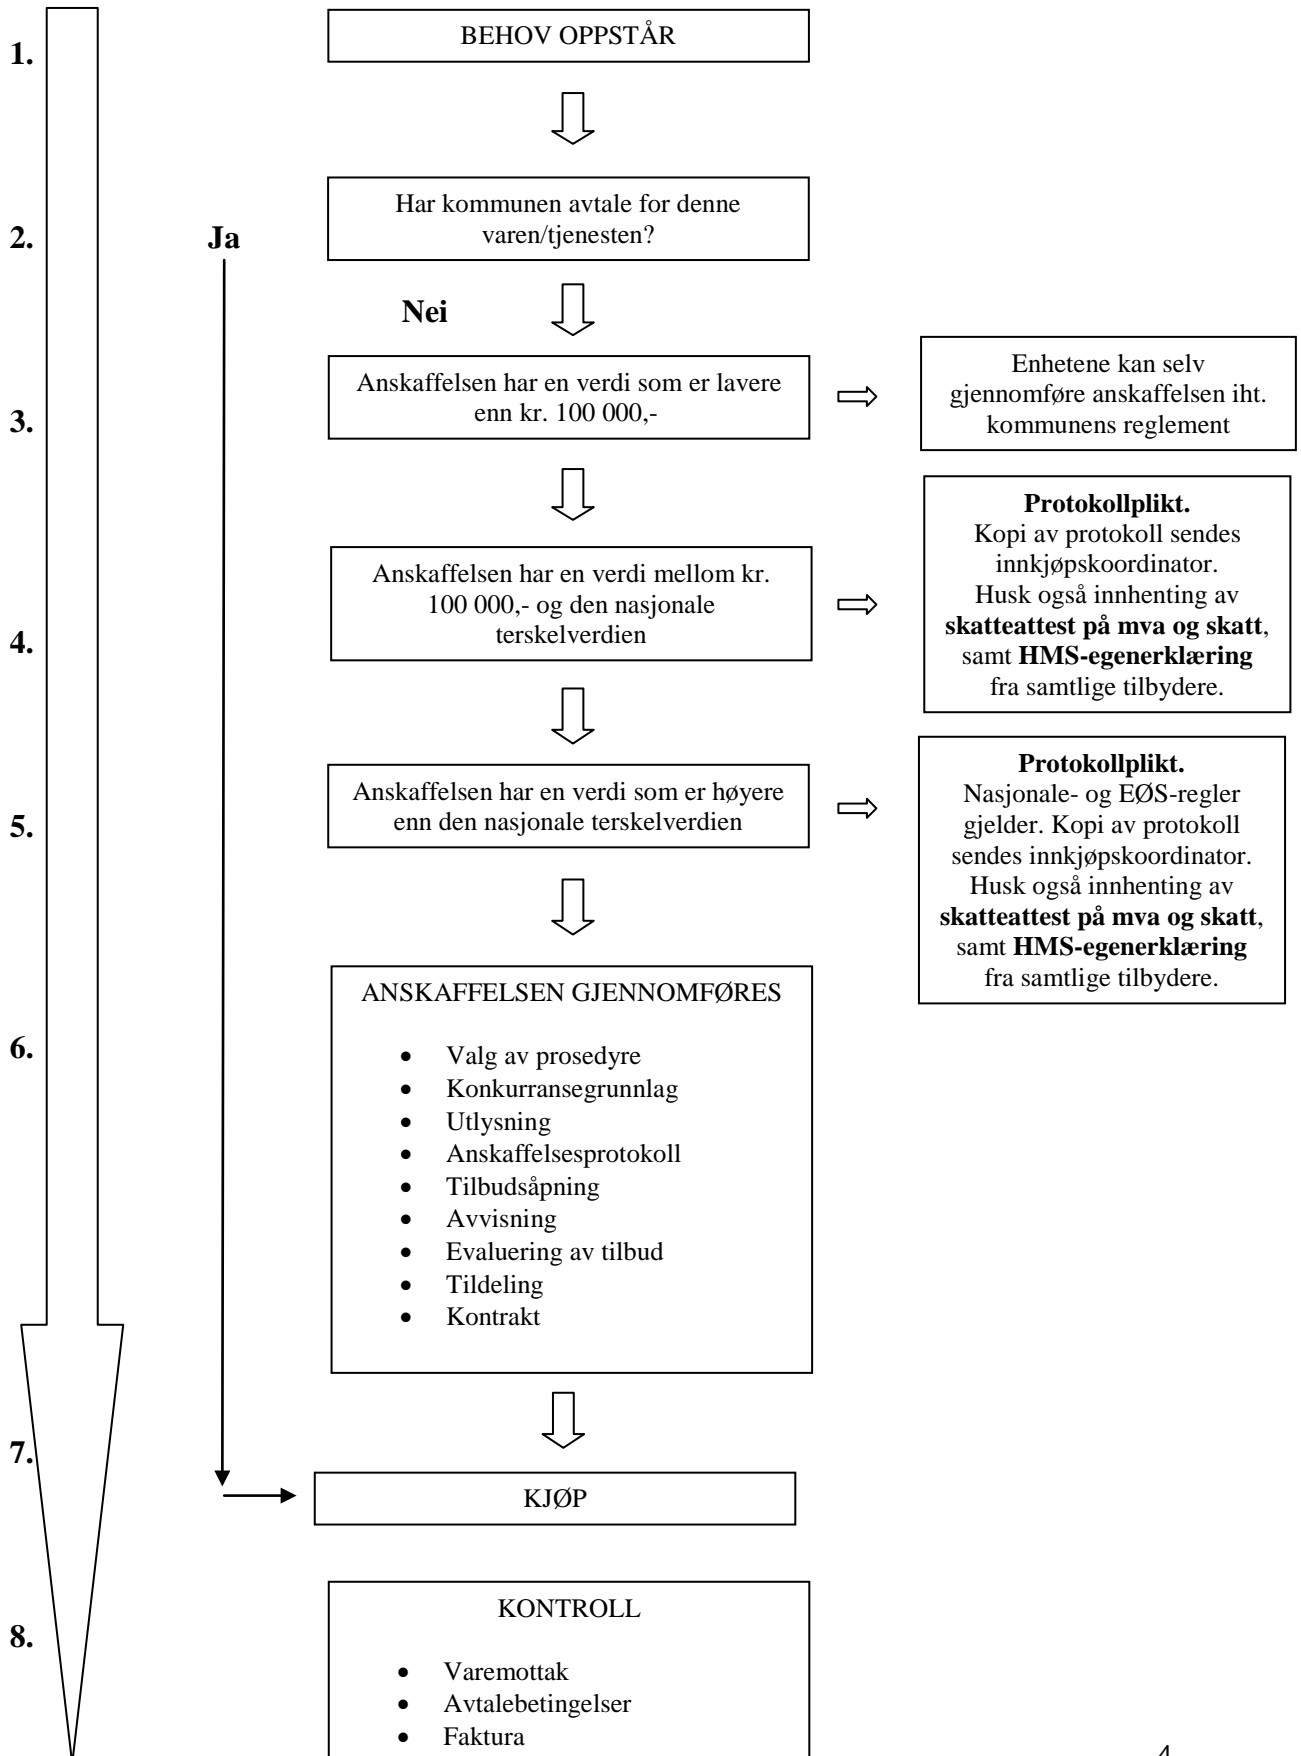 1.
BEHOV OPPSTÅR
2.
Ja
Har kommunen avtale for denne
varen/tjenesten?
Nei
3.
Anskaffelsen har en verdi som er lavere
enn kr. 100 000,-
Enhetene kan selv
gjennomføre anskaffelsen iht.
kommunens reglement
4.
Anskaffelsen har en verdi mellom kr.
100 000,- og den nasjonale
terskelverdien
Protokollplikt.
Kopi av protokoll sendes
innkjøpskoordinator.
Husk også innhenting av
skatteattest på mva og skatt,
samt HMS-egenerklæring
fra samtlige tilbydere.
5.
Anskaffelsen har en verdi som er høyere
enn den nasjonale terskelverdien
Protokollplikt.
Nasjonale- og EØS-regler
gjelder. Kopi av protokoll
sendes innkjøpskoordinator.
Husk også innhenting av
skatteattest på mva og skatt,
samt HMS-egenerklæring
fra samtlige tilbydere.
6.
ANSKAFFELSEN GJENNOMFØRES
• Valg av prosedyre
• Konkurransegrunnlag
• Utlysning
• Anskaffelsesprotokoll
• Tilbudsåpning
• Avvisning
• Evaluering av tilbud
• Tildeling
• Kontrakt
7.
KJØP
8.
KONTROLL
• Varemottak
• Avtalebetingelser
• Faktura
4